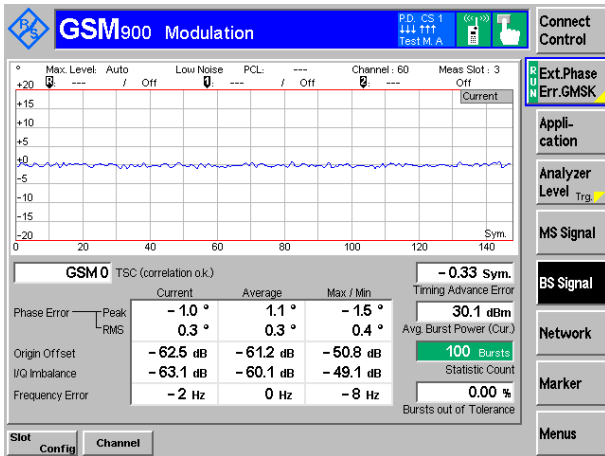 R/S GSM900 Modulation P.D. CS 1
Test M. A
Connect Control
° Max. Level: Auto Low Noise PCL: --- Channel : 60 Meas Slot : 3
0: --- / Off 1: --- / Off 2: --- Off
Current
+20
+15
+10
+5
±0
-5
-10
-15
-20
Sym.
0 20 40 60 80 100 120 140
RUN Ext.Phase Err.GMSK
Appli-cation
Analyzer Level Trg.
MS Signal
BS Signal
Network
Marker
Menus
GSM 0 TSC (correlation o.k.)
Current Average Max / Min
Phase Error Peak - 1.0 ° 1.1 ° - 1.5 °
RMS 0.3 ° 0.3 ° 0.4 °
Origin Offset - 62.5 dB - 61.2 dB - 50.8 dB
I/Q Imbalance - 63.1 dB - 60.1 dB - 49.1 dB
Frequency Error - 2 Hz 0 Hz - 8 Hz
- 0.33 Sym.
Timing Advance Error
30.1 dBm
Avg. Burst Power (Cur.)
100 Bursts
Statistic Count
0.00 %
Bursts out of Tolerance
Slot Config
Channel